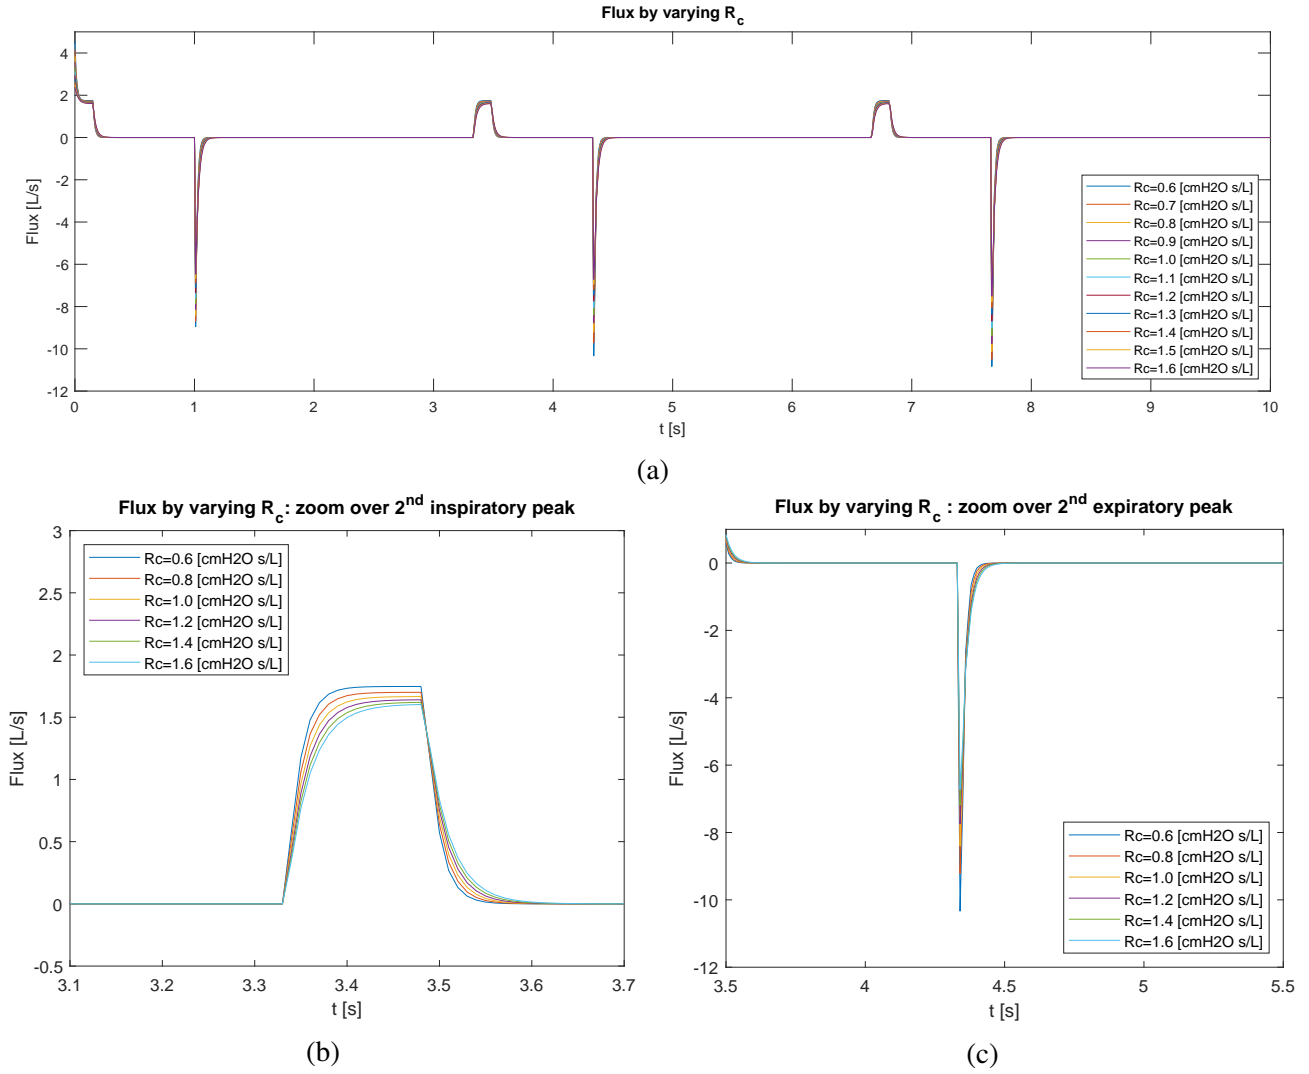 Flux by varying R_c
4
2
0
-2
-4
-6
-8
-10
-12
Flux [L/s]
0 1 2 3 4 5 6 7 8 9 10
t [s]
Rc=0.6 [cmH2O s/L]
Rc=0.7 [cmH2O s/L]
Rc=0.8 [cmH2O s/L]
Rc=0.9 [cmH2O s/L]
Rc=1.0 [cmH2O s/L]
Rc=1.1 [cmH2O s/L]
Rc=1.2 [cmH2O s/L]
Rc=1.3 [cmH2O s/L]
Rc=1.4 [cmH2O s/L]
Rc=1.5 [cmH2O s/L]
Rc=1.6 [cmH2O s/L]
(a)
Flux by varying R_c: zoom over 2^nd inspiratory peak
3
2.5
2
1.5
1
0.5
0
-0.5
Flux [L/s]
3.1 3.2 3.3 3.4 3.5 3.6 3.7
t [s]
Rc=0.6 [cmH2O s/L]
Rc=0.8 [cmH2O s/L]
Rc=1.0 [cmH2O s/L]
Rc=1.2 [cmH2O s/L]
Rc=1.4 [cmH2O s/L]
Rc=1.6 [cmH2O s/L]
(b)
Flux by varying R_c : zoom over 2^nd expiratory peak
0
-2
-4
-6
-8
-10
-12
Flux [L/s]
3.5 4 4.5 5 5.5
t [s]
Rc=0.6 [cmH2O s/L]
Rc=0.8 [cmH2O s/L]
Rc=1.0 [cmH2O s/L]
Rc=1.2 [cmH2O s/L]
Rc=1.4 [cmH2O s/L]
Rc=1.6 [cmH2O s/L]
(c)